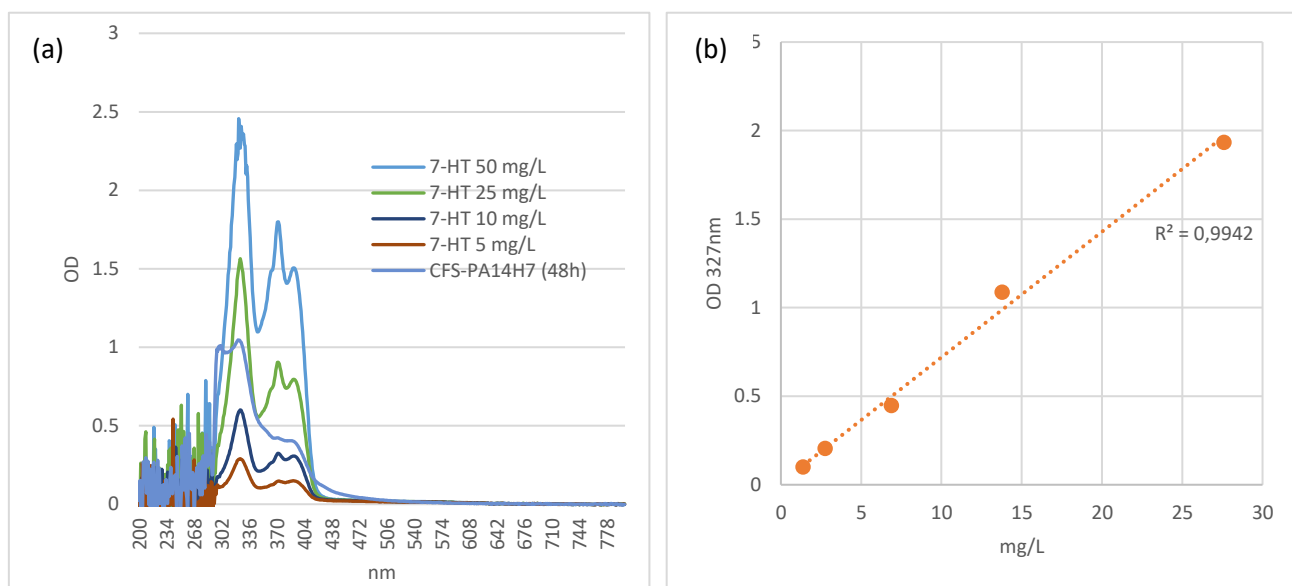 (a)
3
2.5
2
1.5
1
0.5
0
OD
7-HT 50 mg/L
7-HT 25 mg/L
7-HT 10 mg/L
7-HT 5 mg/L
CFS-PA14H7 (48h)
200 234 268 302 336 370 404 438 472 506 540 574 608 642 676 710 744 778
nm
(b)
5
2
1.5
1
0.5
0
OD 327nm
R² = 0,9942
0 5 10 15 20 25 30
mg/L